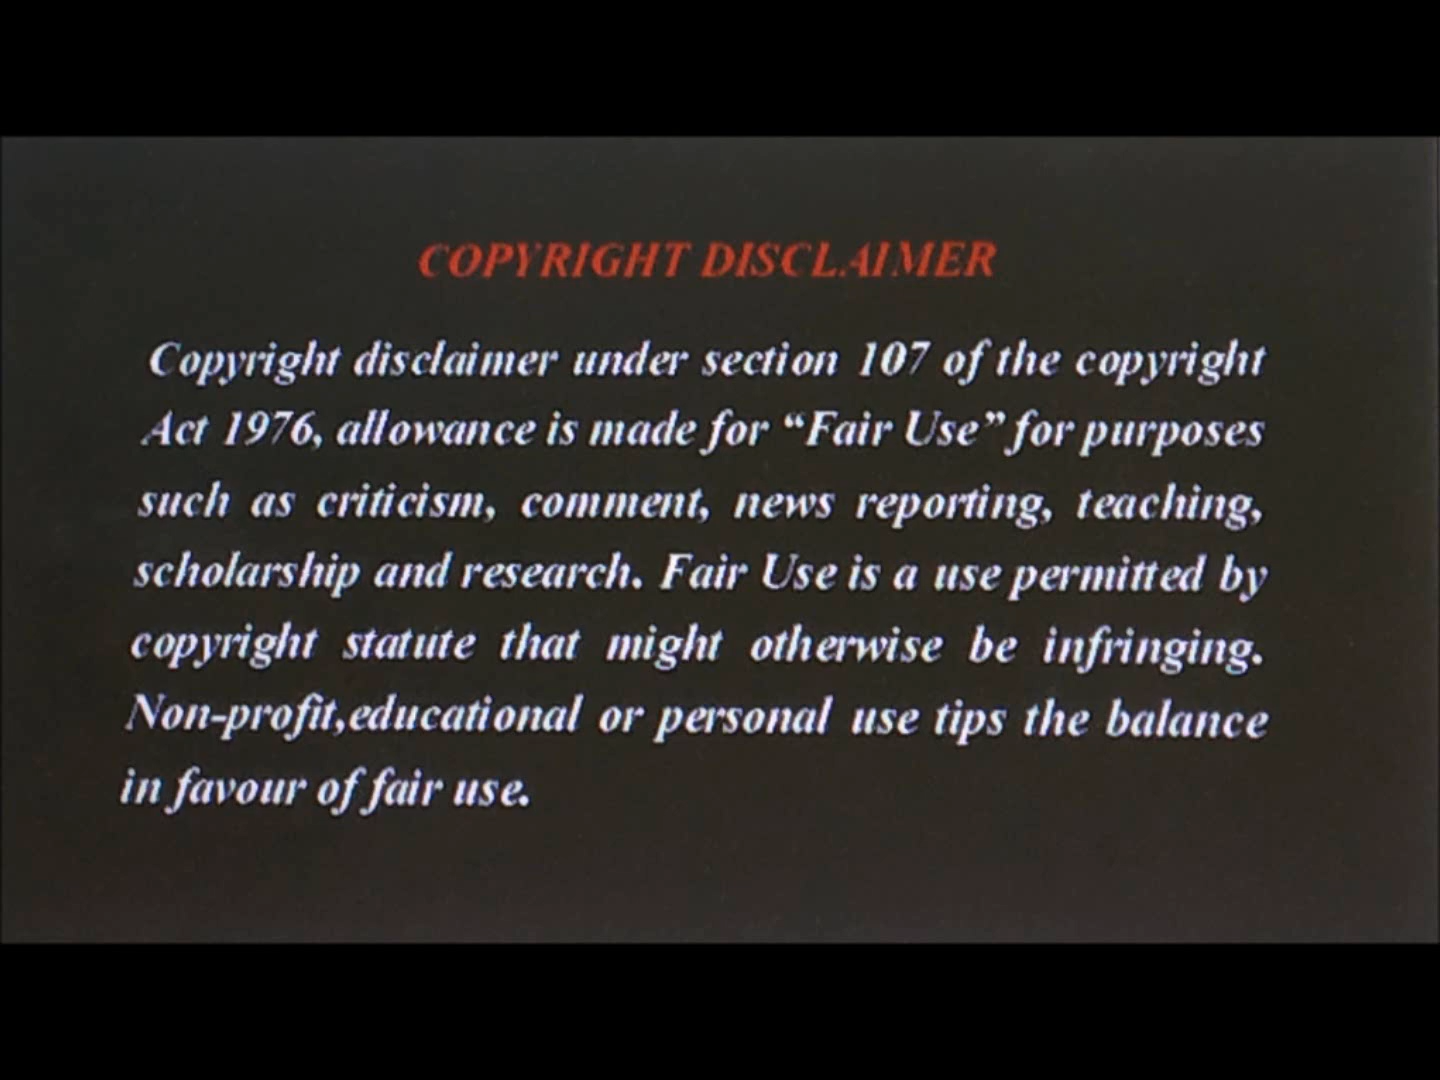 COPYRIGHT DISCLAIMER
Copyright disclaimer under section 107 of the copyright
Act 1976, allowance is made for “Fair Use” for purposes
such as criticism, comment, news reporting, teaching,
scholarship and research. Fair Use is a use permitted by
copyright statute that might otherwise be infringing.
Non-profit,educational or personal use tips the balance
in favour of fair use.